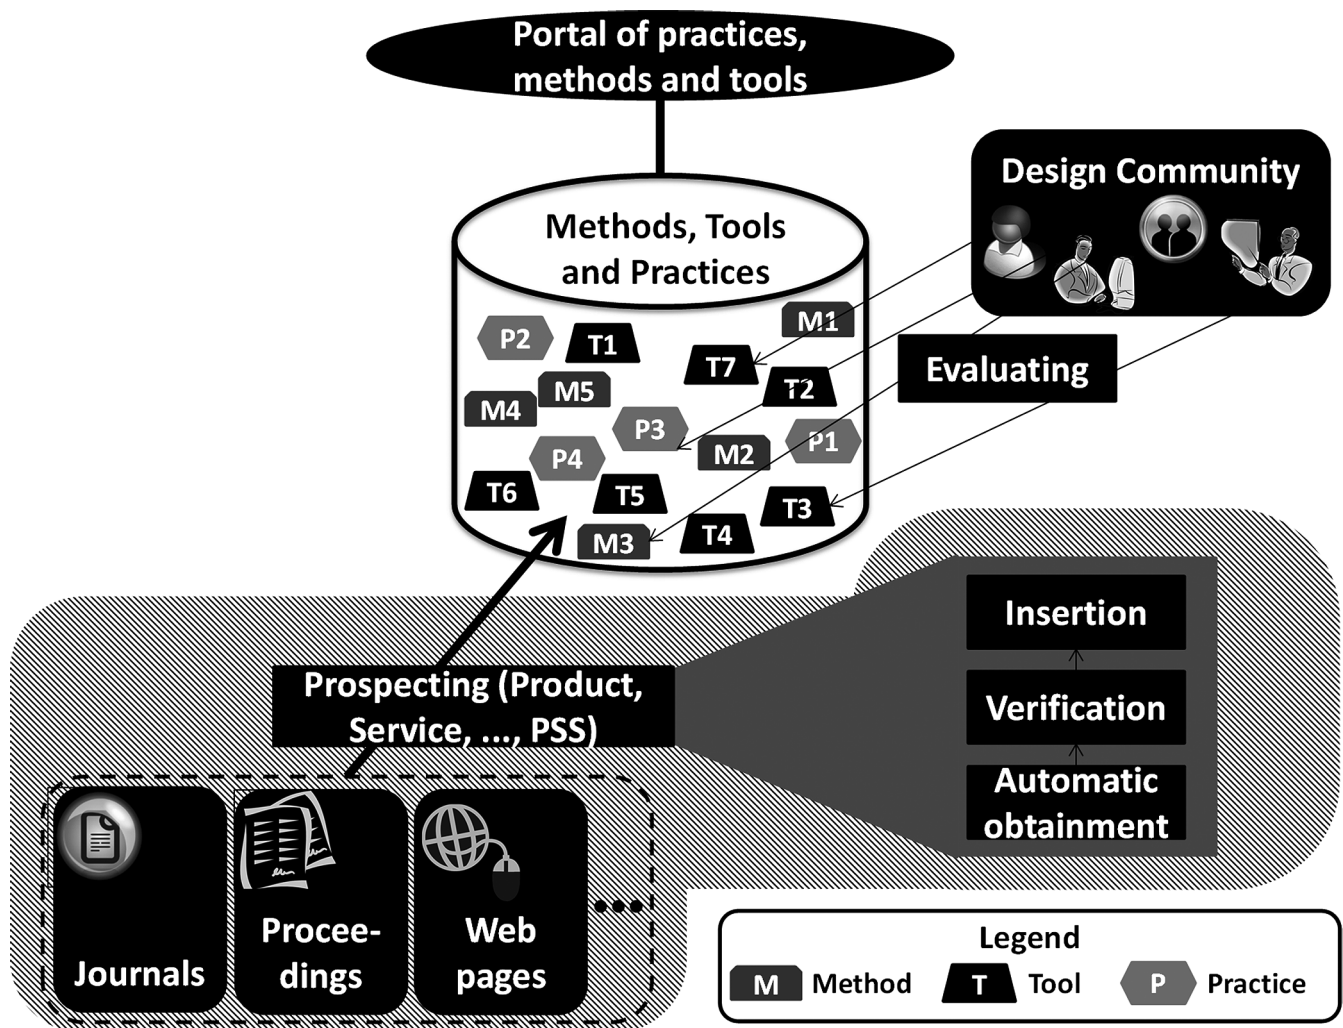 Portal of practices,
methods and tools
Design Community
Methods, Tools
and Practices
M1
P2
T1
T7
Evaluating
M5
T2
M4
P3
P1
M2
P4
T6
T5
T3
T4
M3
Insertion
Prospecting (Product,
Service, ..., PSS)
Verification
Automatic
obtainment
Journals
Procee-
dings
Web
pages
...
Legend
M Method
T Tool
P Practice